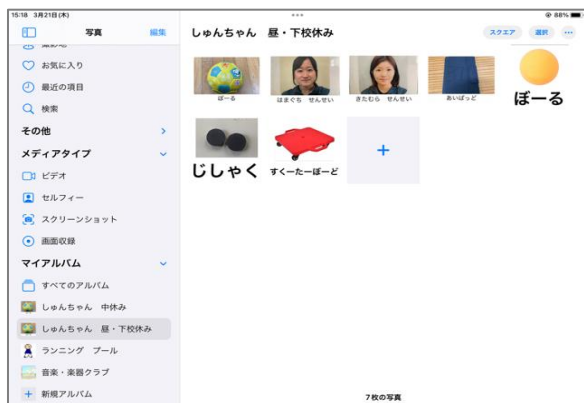 15:18 3月21日(木)
88%
写真
編集
しゅんちゃん 昼・下校休み
スクエア
選択
お気に入り
最近の項目
検索
その他
メディアタイプ
ビデオ
セルフィー
スクリーンショット
画面収録
マイアルバム
すべてのアルバム
しゅんちゃん 中休み
しゅんちゃん 昼・下校休み
ランニング プール
音楽・楽器クラブ
新規アルバム
ぼーる
はまぐち せんせい
きたむら せんせい
あいぱっど
ぼーる
じしゃく
すくーたーぼーど
7枚の写真